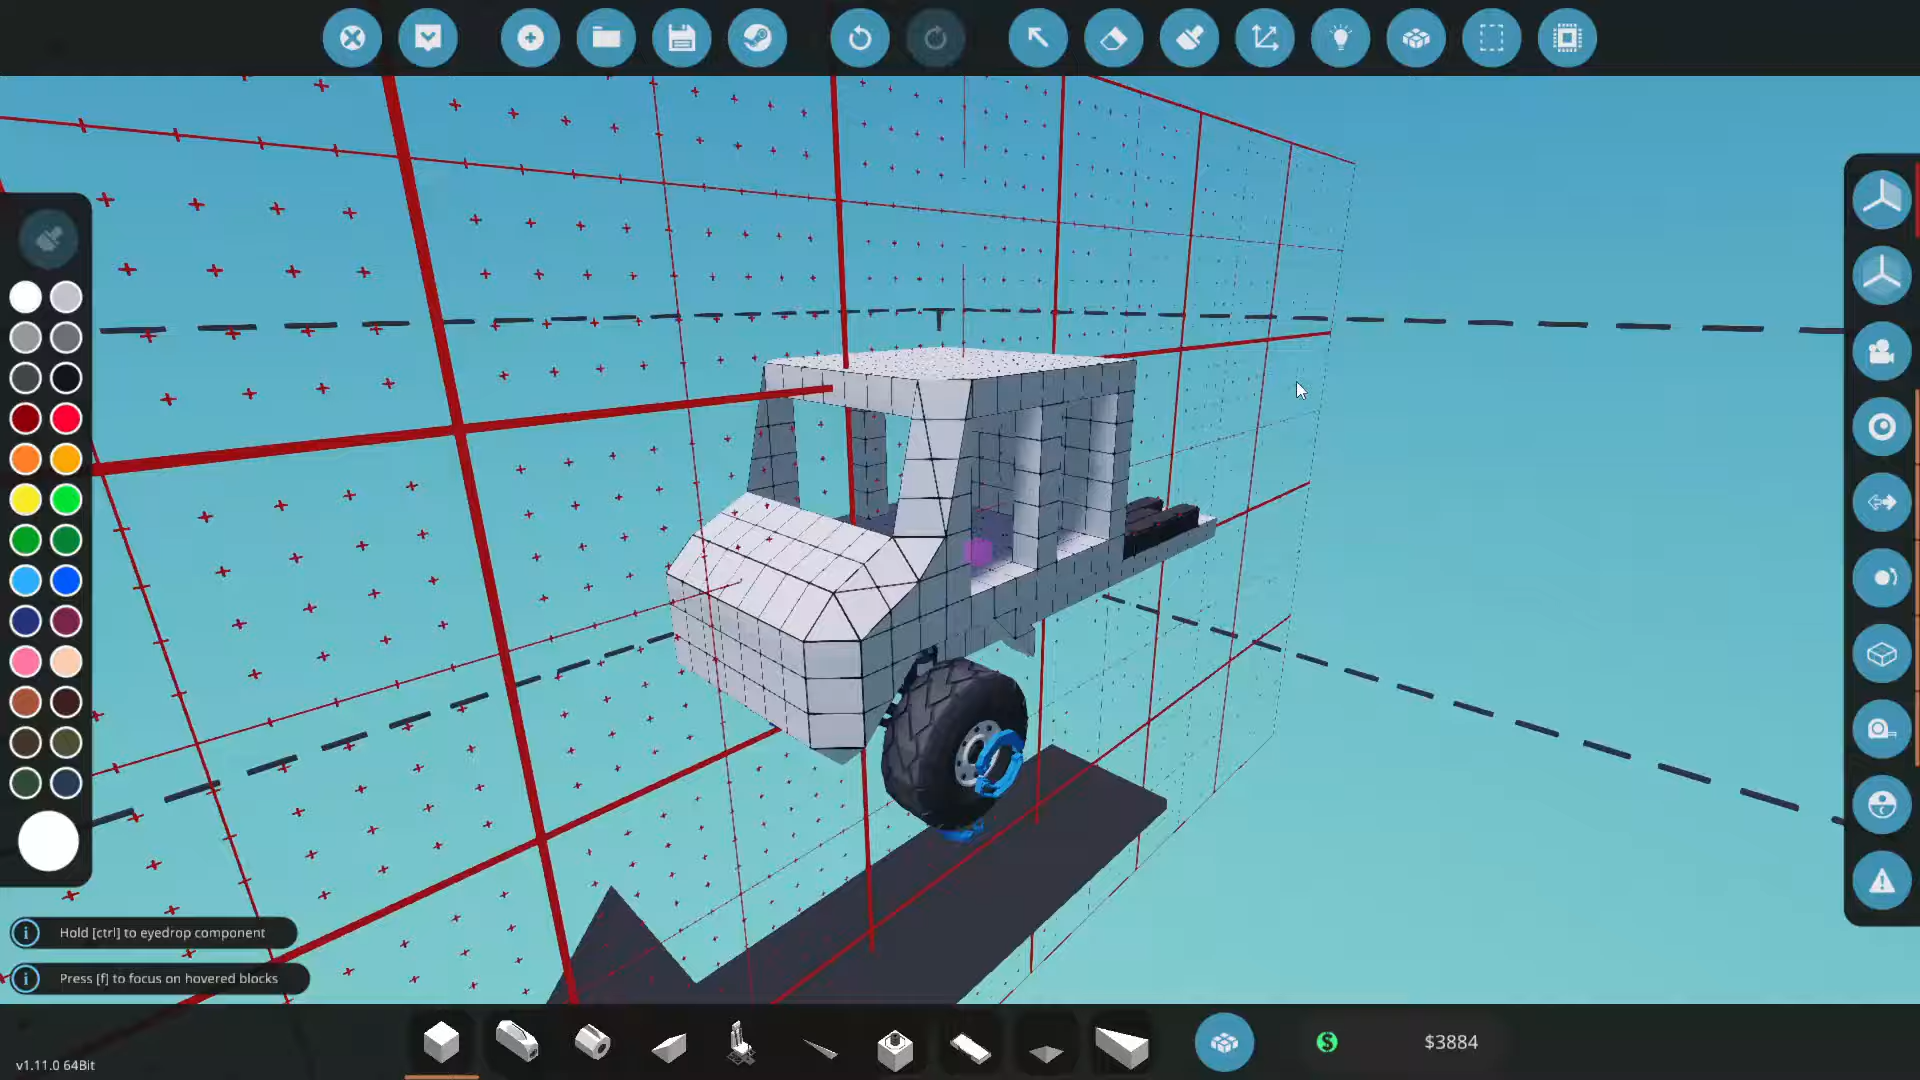 Hold [ctrl] to eyedrop component
Press [f] to focus on hovered blocks
$3884
v1.11.0 64Bit